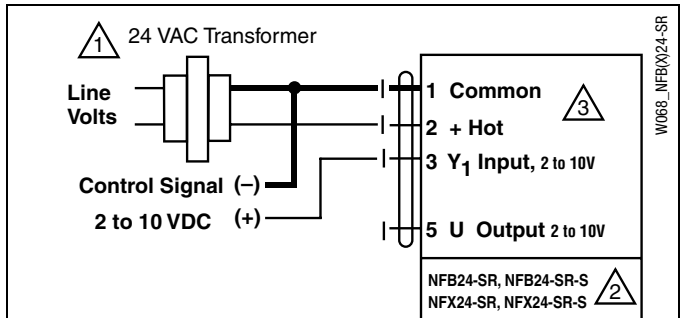 1 24 VAC Transformer
Line
Volts
1 Common
3
2 + Hot
3 Y1 Input, 2 to 10V
Control Signal (–)
2 to 10 VDC (+)
5 U Output 2 to 10V
NFB24-SR, NFB24-SR-S
NFX24-SR, NFX24-SR-S
2
W068_NFB(X)24-SR